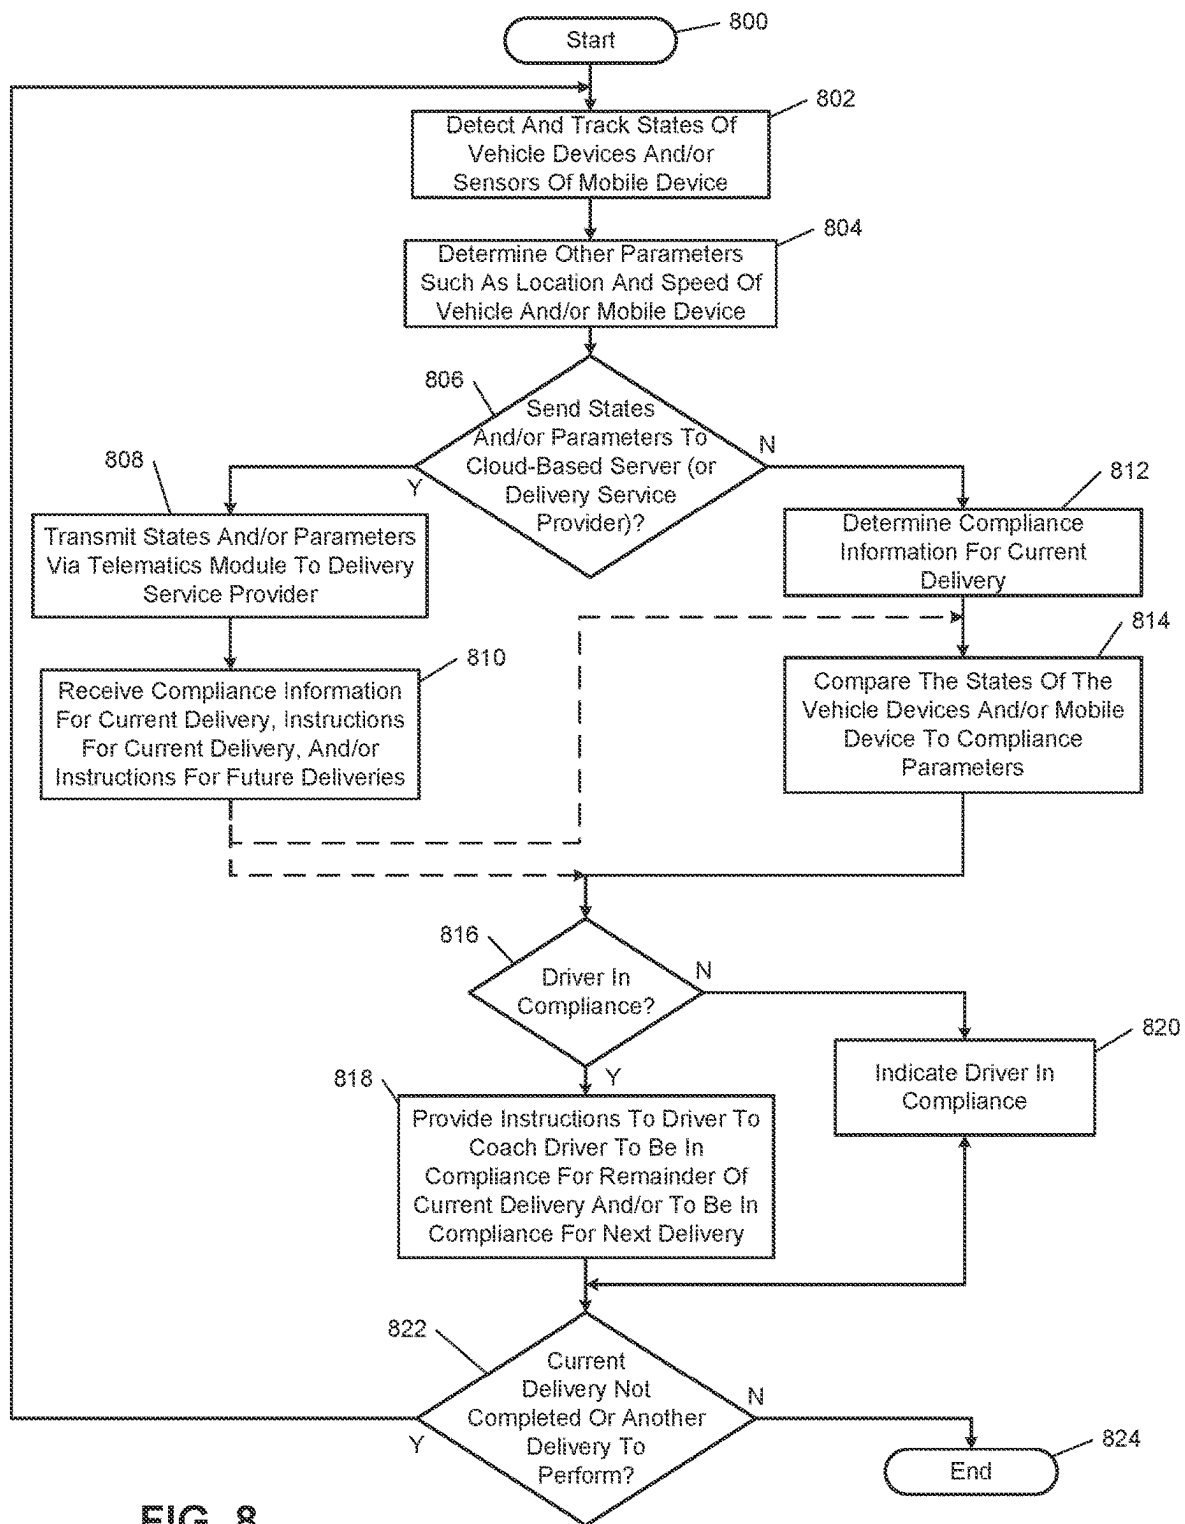 800
Start
802
Detect And Track States Of
Vehicle Devices And/or
Sensors Of Mobile Device
804
Determine Other Parameters
Such As Location And Speed Of
Vehicle And/or Mobile Device
806
Send States
And/or Parameters To
Cloud-Based Server (or
Delivery Service
Provider)?
Y
N
808
Transmit States And/or Parameters
Via Telematics Module To Delivery
Service Provider
812
Determine Compliance
Information For Current
Delivery
810
Receive Compliance Information
For Current Delivery, Instructions
For Current Delivery, And/or
Instructions For Future Deliveries
814
Compare The States Of The
Vehicle Devices And/or Mobile
Device To Compliance
Parameters
816
Driver In
Compliance?
N
Y
820
Indicate Driver In
Compliance
818
Provide Instructions To Driver To
Coach Driver To Be In
Compliance For Remainder Of
Current Delivery And/or To Be In
Compliance For Next Delivery
822
Current
Delivery Not
Completed Or Another
Delivery To
Perform?
Y
N
824
End
FIG. 8